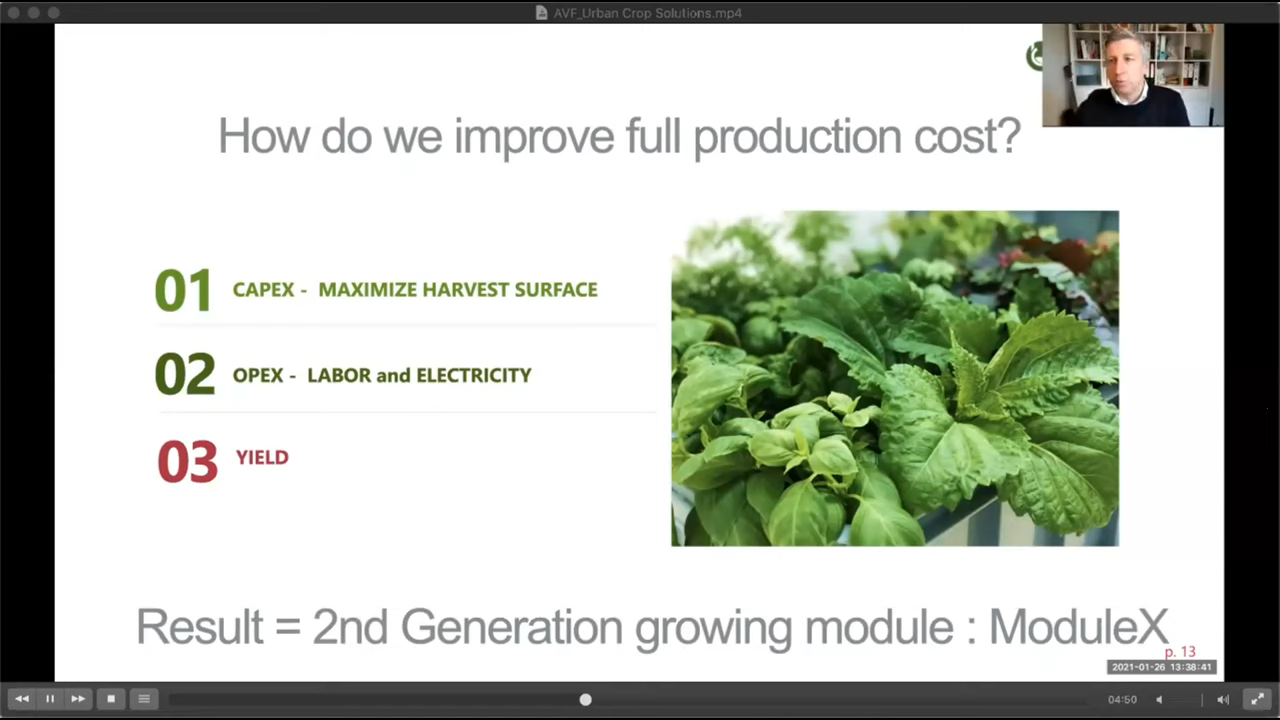 AVF_Urban Crop Solutions.mp4
How do we improve full production cost?
01 CAPEX - MAXIMIZE HARVEST SURFACE
02 OPEX - LABOR and ELECTRICITY
03 YIELD
Result = 2nd Generation growing module : ModuleX
p. 13
2021-01-26 13:38:41
04:50